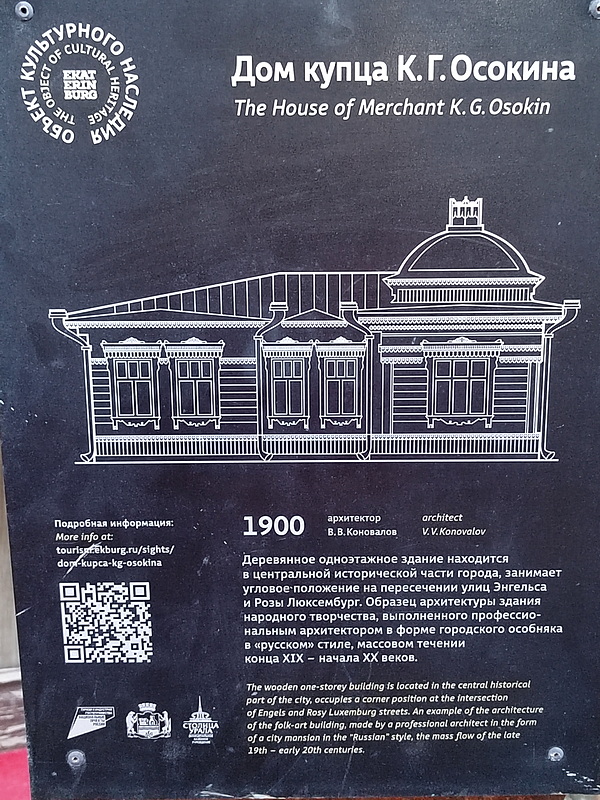 ОБЪЕКТ КУЛЬТУРНОГО НАСЛЕДИЯ
THE OBJECT OF CULTURAL HERITAGE
EKAT
ERIN
BURG
Дом купца К. Г. Осокина
The House of Merchant K. G. Osokin
Подробная информация:
More info at:
tourism.ekburg.ru/sights/
dom-kupca-kg-osokina
1900
архитектор
В. В. Коновалов
architect
V. V. Konovalov
Деревянное одноэтажное здание находится
в центральной исторической части города, занимает
угловое положение на пересечении улиц Энгельса
и Розы Люксембург. Образец архитектуры здания
народного творчества, выполненного профессио-
нальным архитектором в форме городского особняка
в «русском» стиле, массовом течении
конца XIX – начала XX веков.
The wooden one-storey building is located in the central historical
part of the city, occupies a corner position at the intersection
of Engels and Rosy Luxemburg streets. An example of the architecture
of the folk-art building, made by a professional architect in the form
of a city mansion in the "Russian" style, the mass flow of the late
19th – early 20th centuries.
СТОЛИЦА
УРАЛА